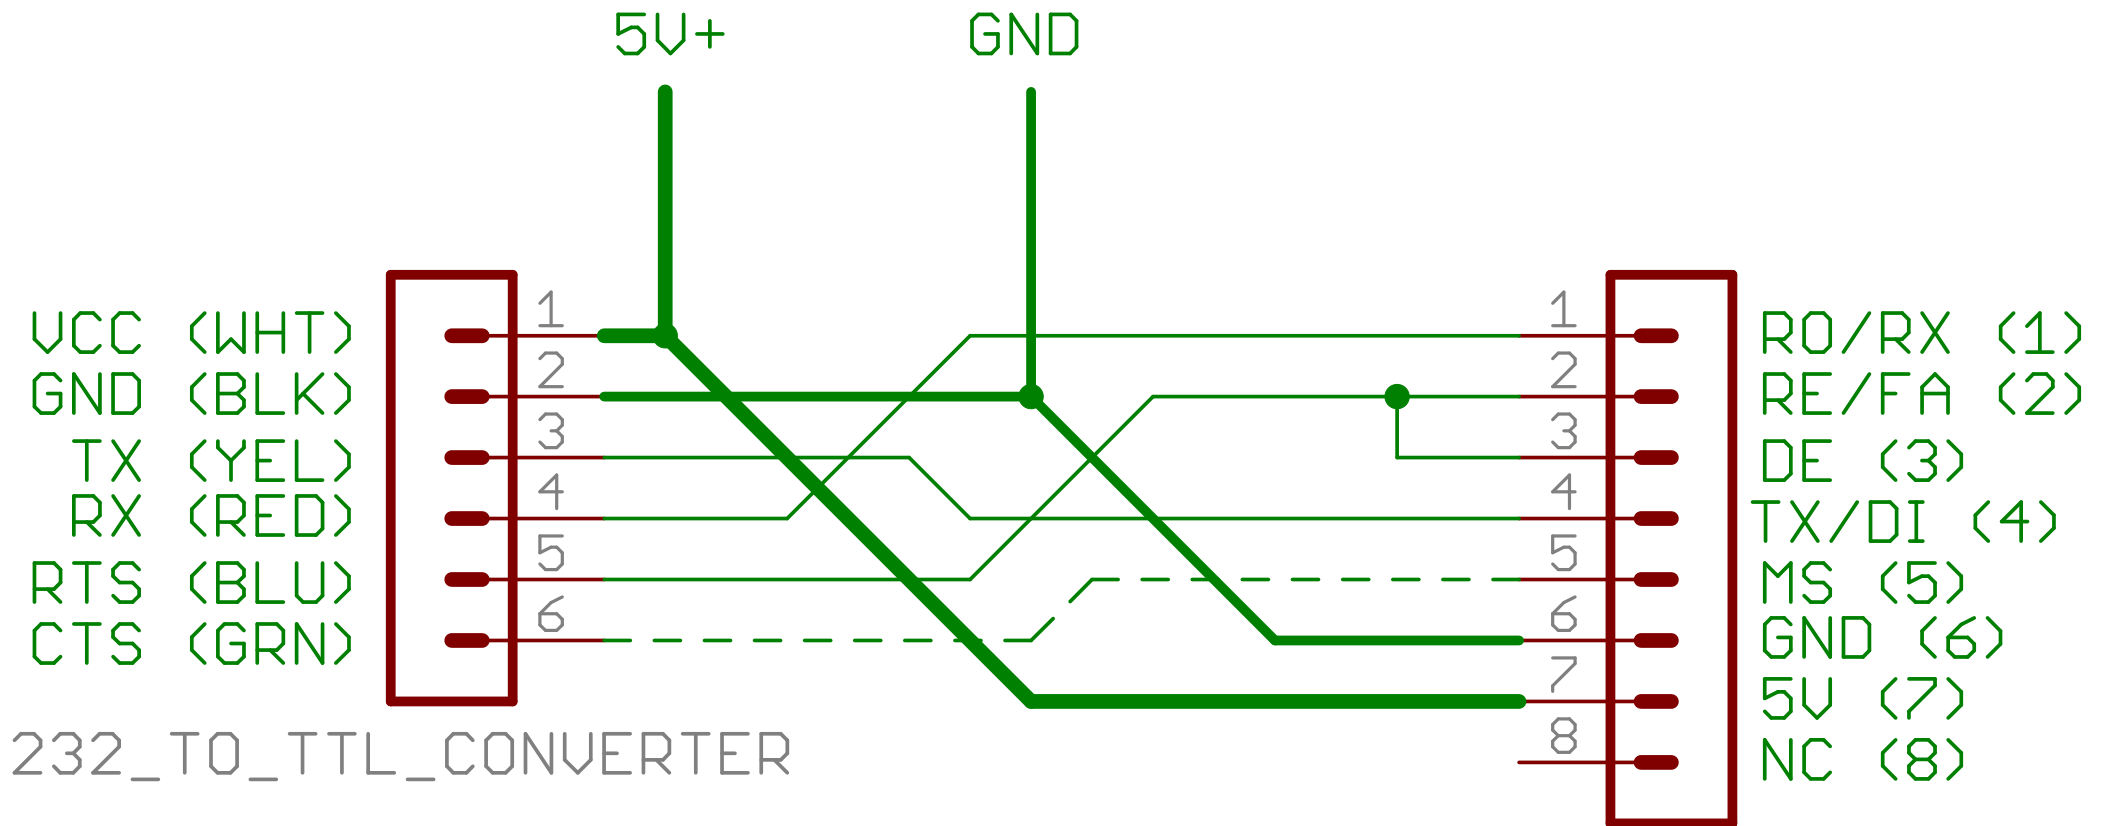 5V+ GND
VCC (WHT) 1 1 RO/RX (1)
GND (BLK) 2 2 RE/FA (2)
TX (YEL) 3 3 DE (3)
RX (RED) 4 4 TX/DI (4)
RTS (BLU) 5 5 MS (5)
CTS (GRN) 6 6 GND (6)
7 5V (7)
232_TO_TTL_CONVERTER 8 NC (8)